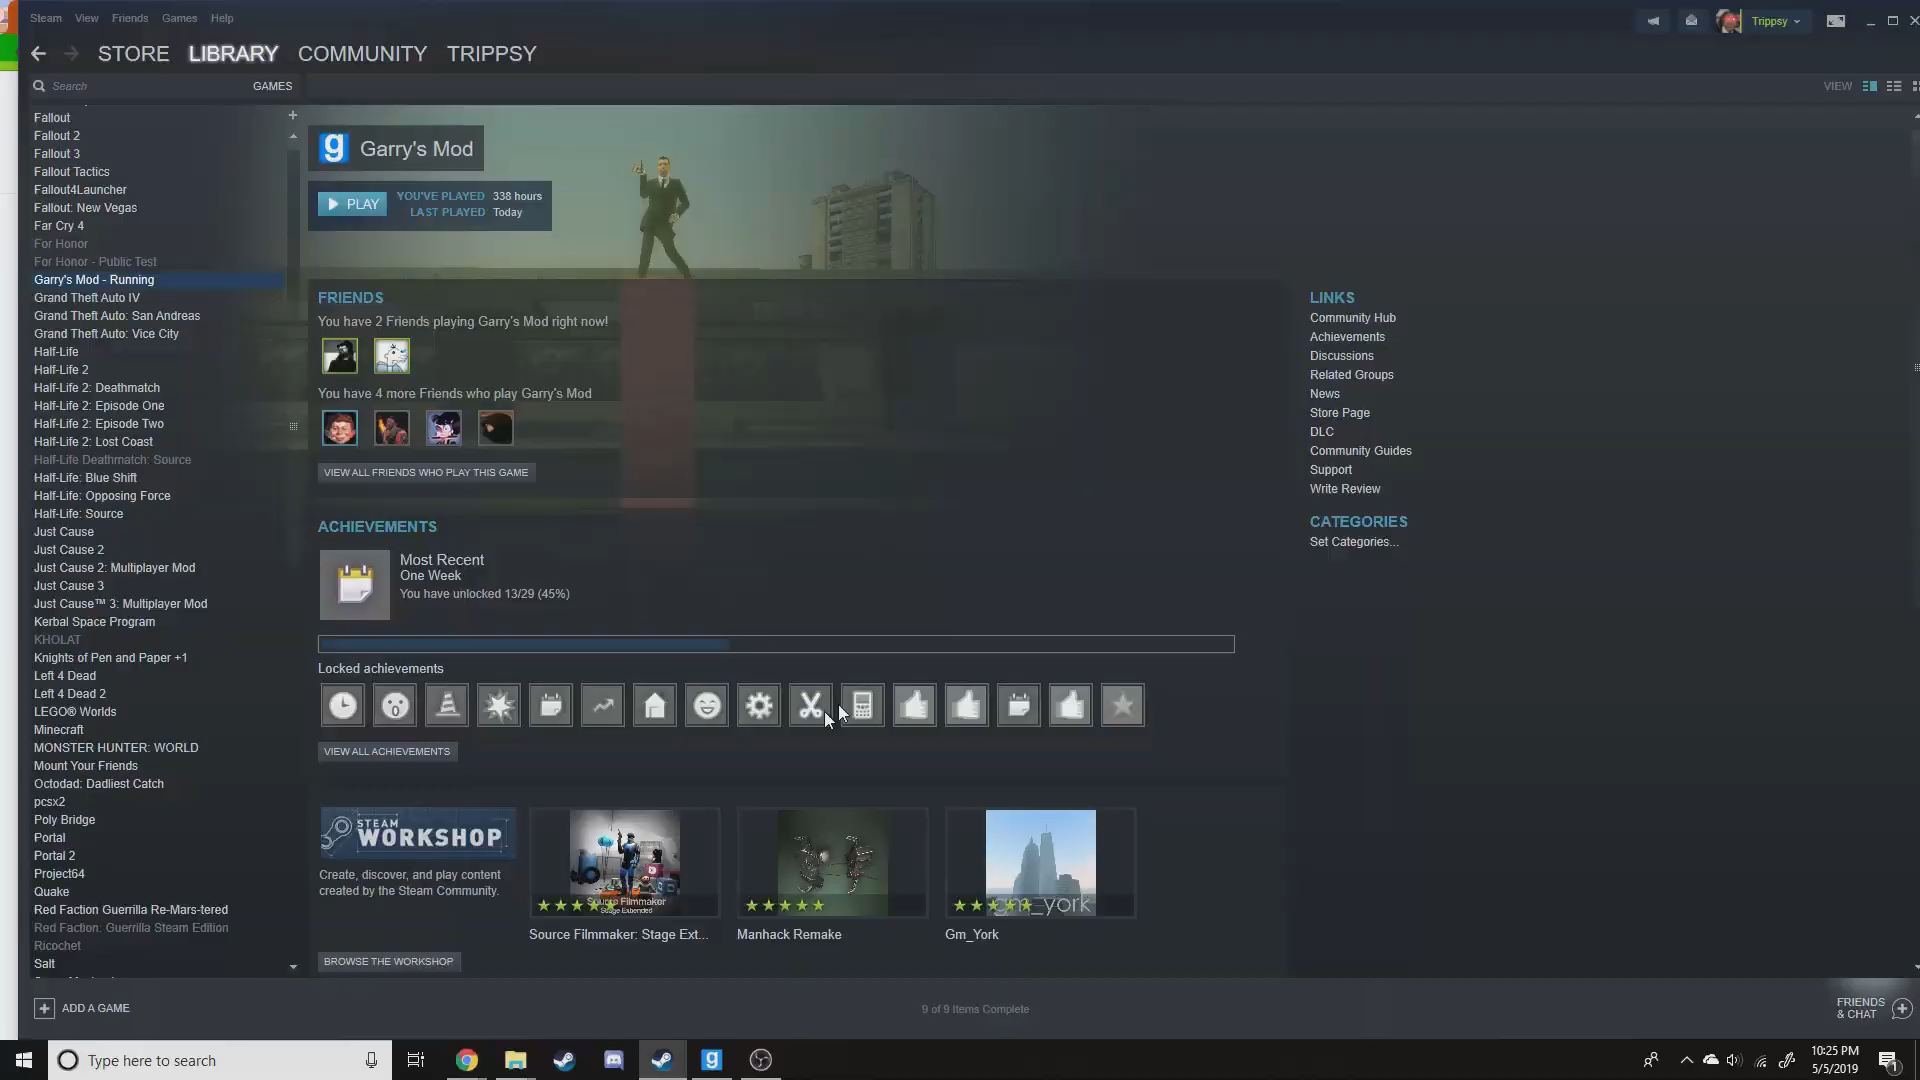 Steam View Friends Games Help
Trippsy
STORE LIBRARY COMMUNITY TRIPPSY
Search GAMES
VIEW
Fallout
Fallout 2
Fallout 3
Fallout Tactics
Fallout4Launcher
Fallout: New Vegas
Far Cry 4
For Honor
For Honor - Public Test
Garry's Mod - Running
Grand Theft Auto IV
Grand Theft Auto: San Andreas
Grand Theft Auto: Vice City
Half-Life
Half-Life 2
Half-Life 2: Deathmatch
Half-Life 2: Episode One
Half-Life 2: Episode Two
Half-Life 2: Lost Coast
Half-Life Deathmatch: Source
Half-Life: Blue Shift
Half-Life: Opposing Force
Half-Life: Source
Just Cause
Just Cause 2
Just Cause 2: Multiplayer Mod
Just Cause 3
Just Cause™ 3: Multiplayer Mod
Kerbal Space Program
KHOLAT
Knights of Pen and Paper +1
Left 4 Dead
Left 4 Dead 2
LEGO® Worlds
Minecraft
MONSTER HUNTER: WORLD
Mount Your Friends
Octodad: Dadliest Catch
pcsx2
Poly Bridge
Portal
Portal 2
Project64
Quake
Red Faction Guerrilla Re-Mars-tered
Red Faction: Guerrilla Steam Edition
Ricochet
Salt
g Garry's Mod
PLAY
YOU'VE PLAYED 338 hours
LAST PLAYED Today
FRIENDS
You have 2 Friends playing Garry's Mod right now!
You have 4 more Friends who play Garry's Mod
VIEW ALL FRIENDS WHO PLAY THIS GAME
ACHIEVEMENTS
Most Recent
One Week
You have unlocked 13/29 (45%)
Locked achievements
VIEW ALL ACHIEVEMENTS
STEAM
WORKSHOP
Create, discover, and play content
created by the Steam Community.
BROWSE THE WORKSHOP
Source Filmmaker
Stage Extended
Source Filmmaker: Stage Ext...
Manhack Remake
gm_york
Gm_York
LINKS
Community Hub
Achievements
Discussions
Related Groups
News
Store Page
DLC
Community Guides
Support
Write Review
CATEGORIES
Set Categories...
ADD A GAME
9 of 9 Items Complete
FRIENDS
& CHAT
Type here to search
g
10:25 PM
5/5/2019
1